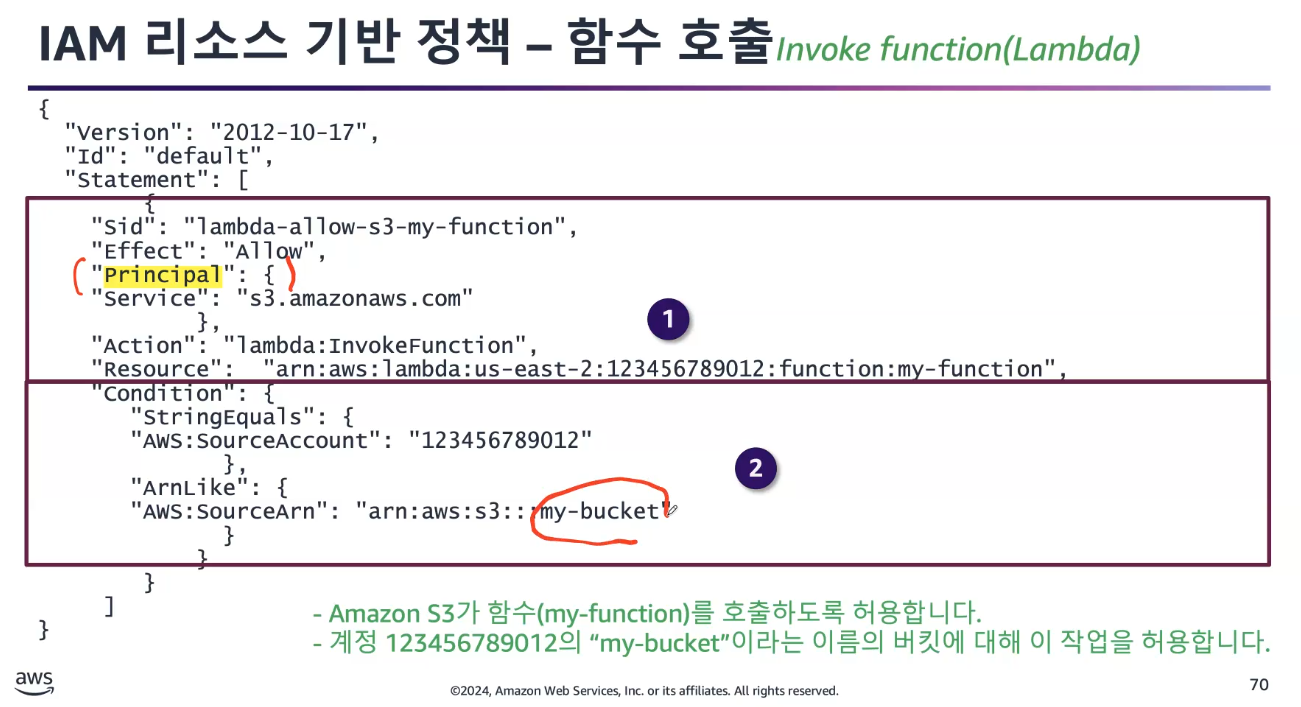 IAM 리소스 기반 정책 – 함수 호출 Invoke function(Lambda)
{
"Version": "2012-10-17",
"Id": "default",
"Statement": [
{
"Sid": "lambda-allow-s3-my-function",
"Effect": "Allow",
"Principal": {
"Service": "s3.amazonaws.com"
},
1
"Action": "lambda:InvokeFunction",
"Resource": "arn:aws:lambda:us-east-2:123456789012:function:my-function",
"Condition": {
"StringEquals": {
"AWS:SourceAccount": "123456789012"
},
2
"ArnLike": {
"AWS:SourceArn": "arn:aws:s3:::my-bucket"
}
}
}
]
}
- Amazon S3가 함수(my-function)를 호출하도록 허용합니다.
- 계정 123456789012의 “my-bucket”이라는 이름의 버킷에 대해 이 작업을 허용합니다.
aws
©2024, Amazon Web Services, Inc. or its affiliates. All rights reserved.
70